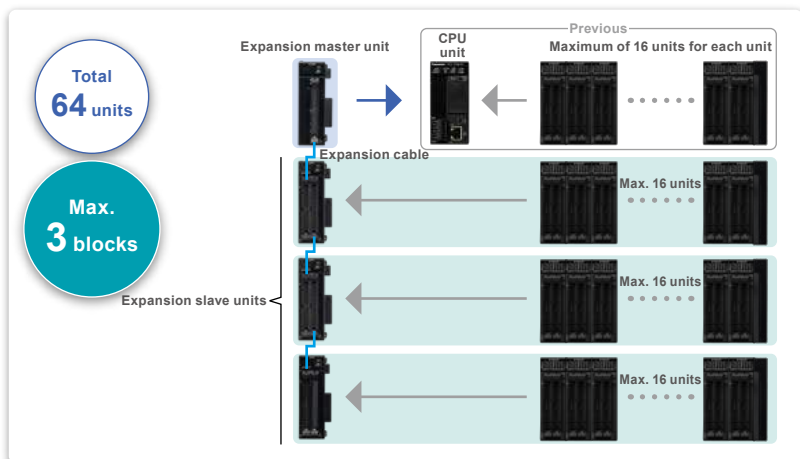 Total
64 units
Max.
3 blocks
Expansion master unit
CPU
unit
Previous
Maximum of 16 units for each unit
Expansion cable
Max. 16 units
Max. 16 units
Max. 16 units
Expansion slave units